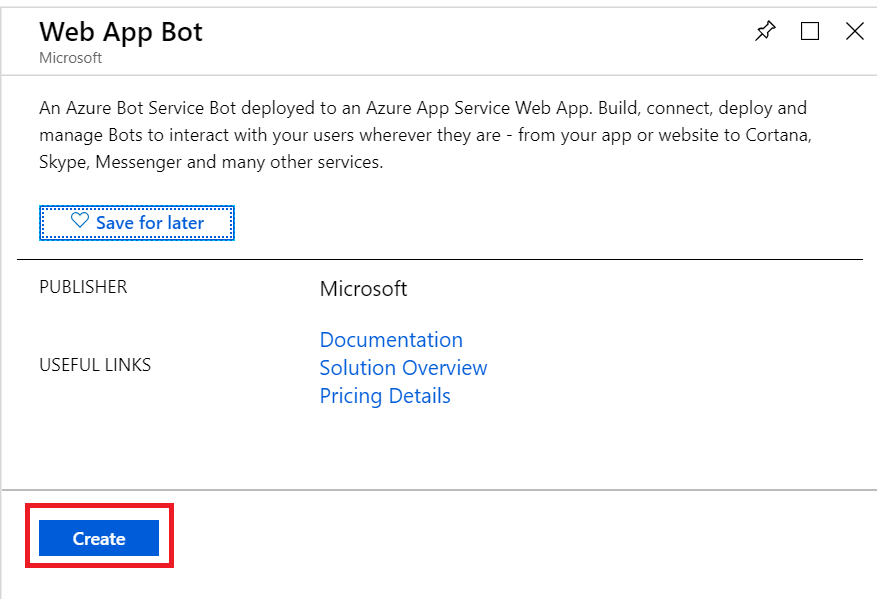 Web App Bot
Microsoft
An Azure Bot Service Bot deployed to an Azure App Service Web App. Build, connect, deploy and
manage Bots to interact with your users wherever they are - from your app or website to Cortana,
Skype, Messenger and many other services.
Save for later
PUBLISHER
Microsoft
USEFUL LINKS
Documentation
Solution Overview
Pricing Details
Create